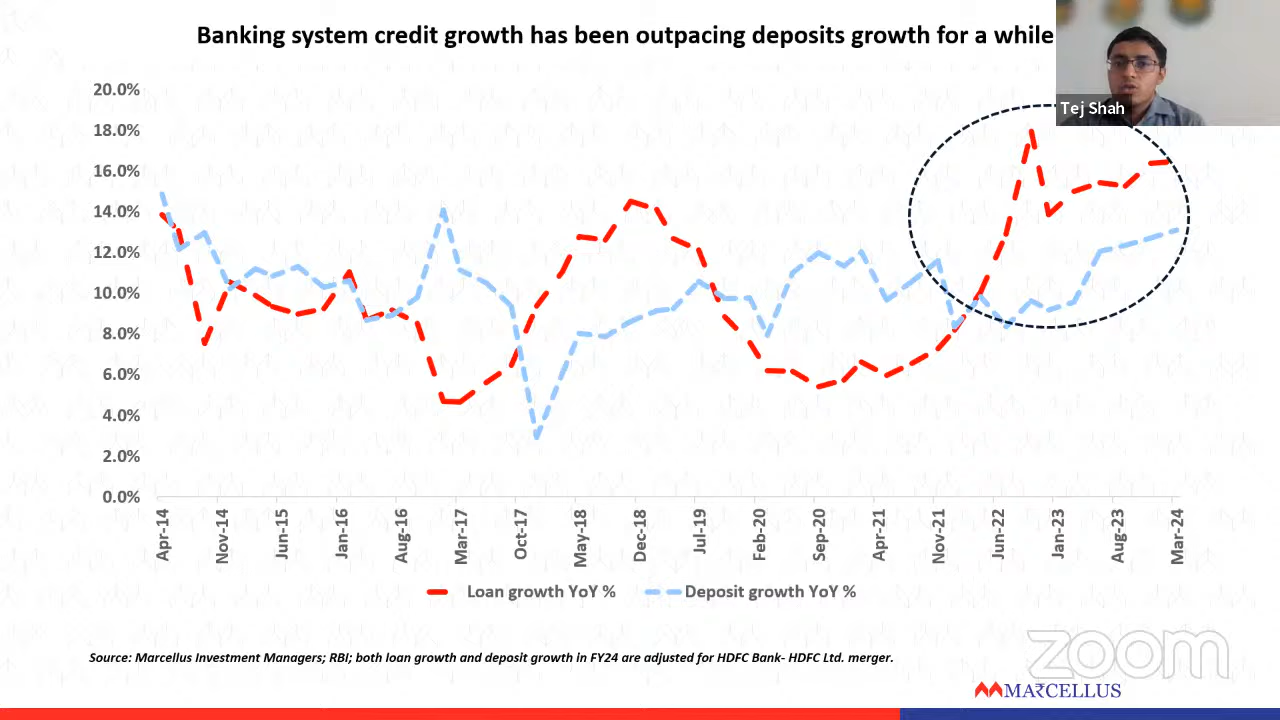 Banking system credit growth has been outpacing deposits growth for a while
Tej Shah
20.0%
18.0%
16.0%
14.0%
12.0%
10.0%
8.0%
6.0%
4.0%
2.0%
0.0%
Apr-14
Nov-14
Jun-15
Jan-16
Aug-16
Mar-17
Oct-17
May-18
Dec-18
Jul-19
Feb-20
Sep-20
Apr-21
Nov-21
Jun-22
Jan-23
Aug-23
Mar-24
Loan growth YoY %
Deposit growth YoY %
Source: Marcellus Investment Managers; RBI; both loan growth and deposit growth in FY24 are adjusted for HDFC Bank- HDFC Ltd. merger.
zoom
MARCELLUS